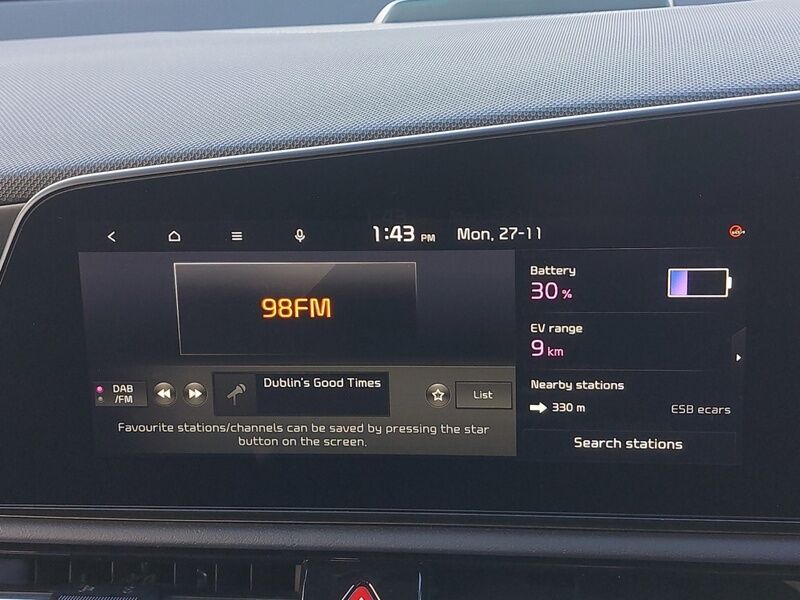 1:43 PM Mon, 27-11
98FM
DAB
/FM
Dublin's Good Times
List
Favourite stations/channels can be saved by pressing the star
button on the screen.
Battery
30 %
EV range
9 km
Nearby stations
330 m ESB ecars
Search stations